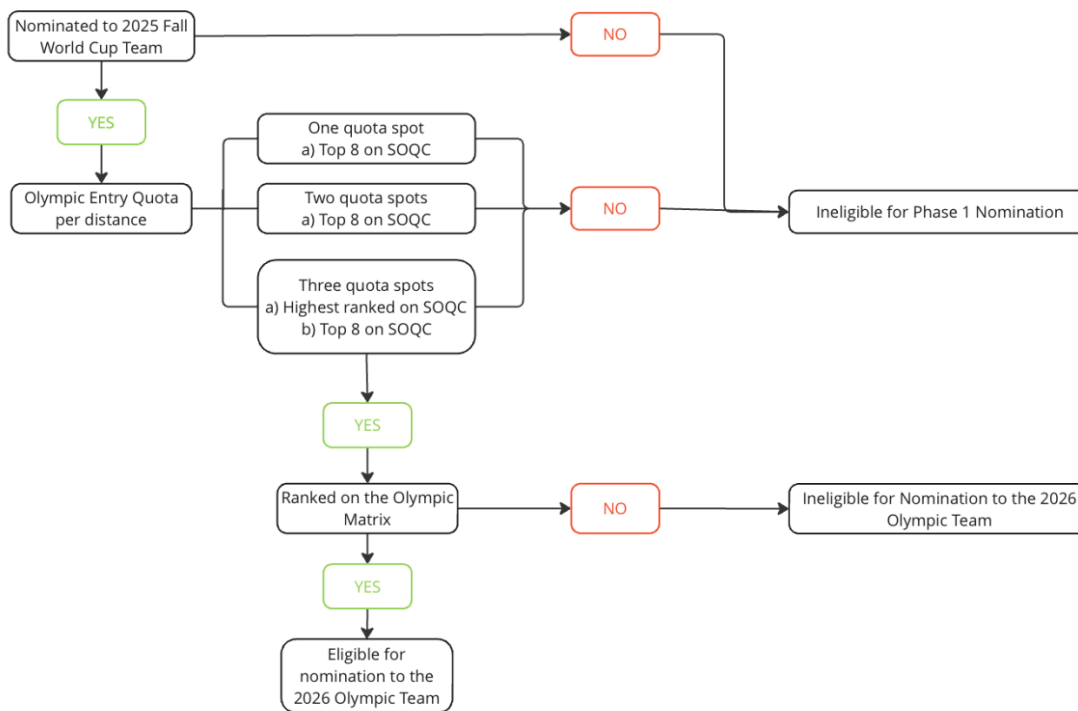 Nominated to 2025 Fall
World Cup Team
NO
YES
One quota spot
a) Top 8 on SOQC
Olympic Entry Quota
per distance
Two quota spots
a) Top 8 on SOQC
NO
Ineligible for Phase 1 Nomination
Three quota spots
a) Highest ranked on SOQC
b) Top 8 on SOQC
YES
Ranked on the Olympic
Matrix
NO
Ineligible for Nomination to the 2026
Olympic Team
YES
Eligible for
nomination to the
2026 Olympic Team